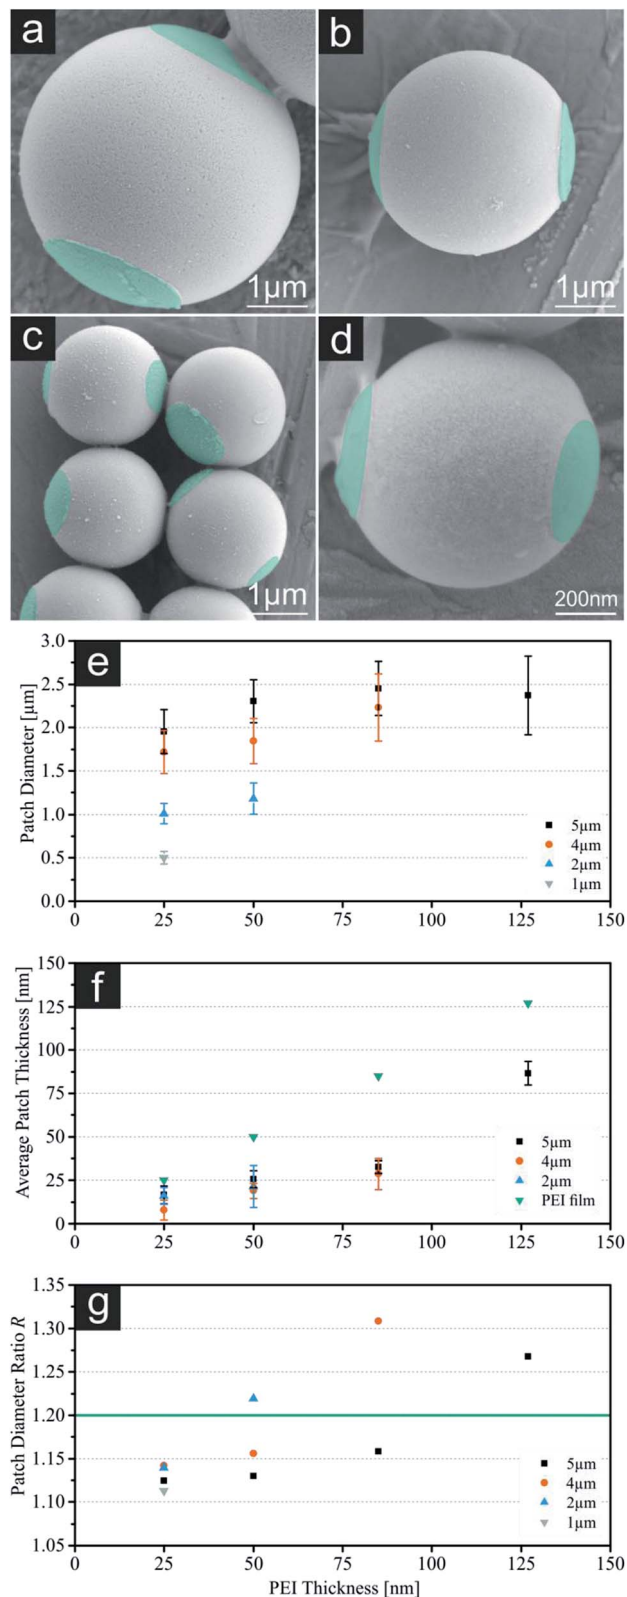 a
1µm
b
1µm
c
1µm
d
200nm
e
Patch Diameter [µm]
3.0
2.5
2.0
1.5
1.0
0.5
0.0
0 25 50 75 100 125 150
5µm
4µm
2µm
1µm
f
Average Patch Thickness [nm]
150
125
100
75
50
25
0
0 25 50 75 100 125 150
5µm
4µm
2µm
PEI film
g
Patch Diameter Ratio R
1.35
1.30
1.25
1.20
1.15
1.10
1.05
0 25 50 75 100 125 150
5µm
4µm
2µm
1µm
PEI Thickness [nm]